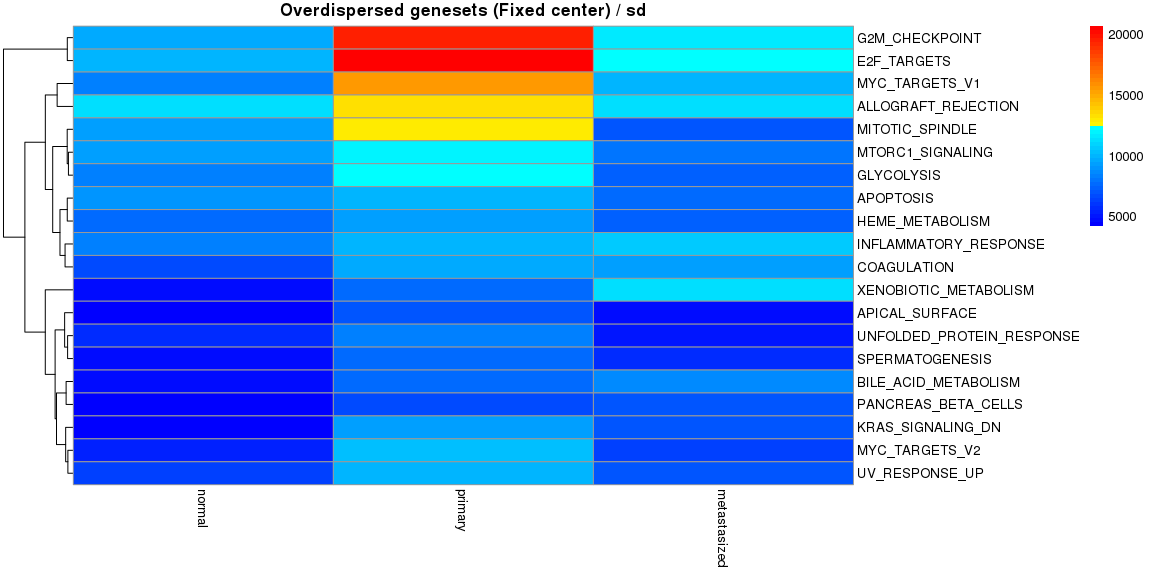 Overdispersed genesets (Fixed center) / sd
G2M_CHECKPOINT
E2F_TARGETS
MYC_TARGETS_V1
ALLOGRAFT_REJECTION
MITOTIC_SPINDLE
MTORC1_SIGNALING
GLYCOLYSIS
APOPTOSIS
HEME_METABOLISM
INFLAMMATORY_RESPONSE
COAGULATION
XENOBIOTIC_METABOLISM
APICAL_SURFACE
UNFOLDED_PROTEIN_RESPONSE
SPERMATOGENESIS
BILE_ACID_METABOLISM
PANCREAS_BETA_CELLS
KRAS_SIGNALING_DN
MYC_TARGETS_V2
UV_RESPONSE_UP
20000
15000
10000
5000
normal
primary
metastasized